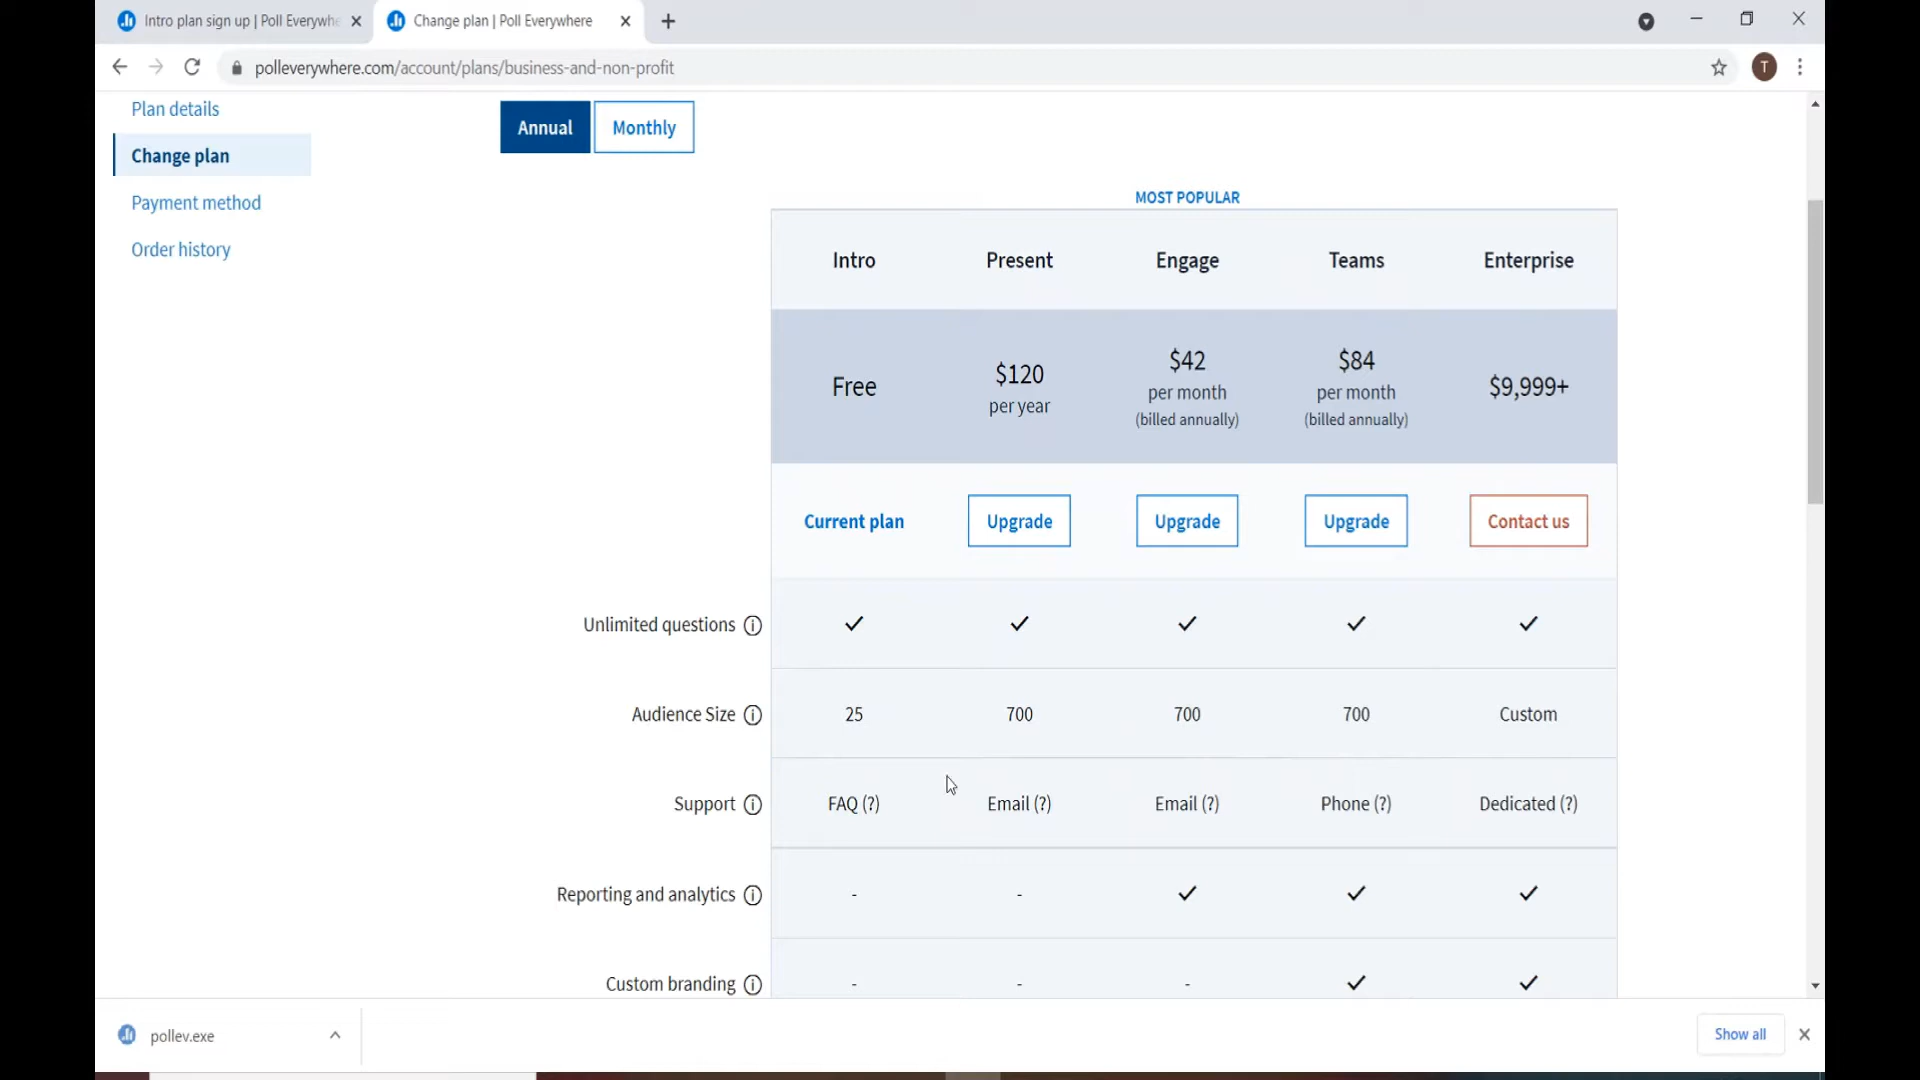 Intro plan sign up | Poll Everywhe
Change plan | Poll Everywhere
polleverywhere.com/account/plans/business-and-non-profit
T
Plan details
Change plan
Payment method
Order history
Annual
Monthly
MOST POPULAR
Intro
Present
Engage
Teams
Enterprise
Free
$120
per year
$42
per month
(billed annually)
$84
per month
(billed annually)
$9,999+
Current plan
Upgrade
Upgrade
Upgrade
Contact us
Unlimited questions
Audience Size
25
700
700
700
Custom
Support
FAQ (?)
Email (?)
Email (?)
Phone (?)
Dedicated (?)
Reporting and analytics
-
-
Custom branding
-
-
-
pollev.exe
Show all